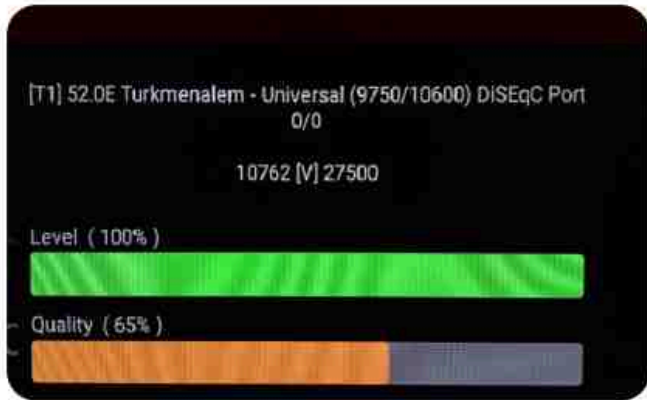 [T1] 52.0E Turkmenalem - Universal (9750/10600) DiSEqC Port
0/0
10762 [V] 27500
Level ( 100% )
Quality ( 65% )